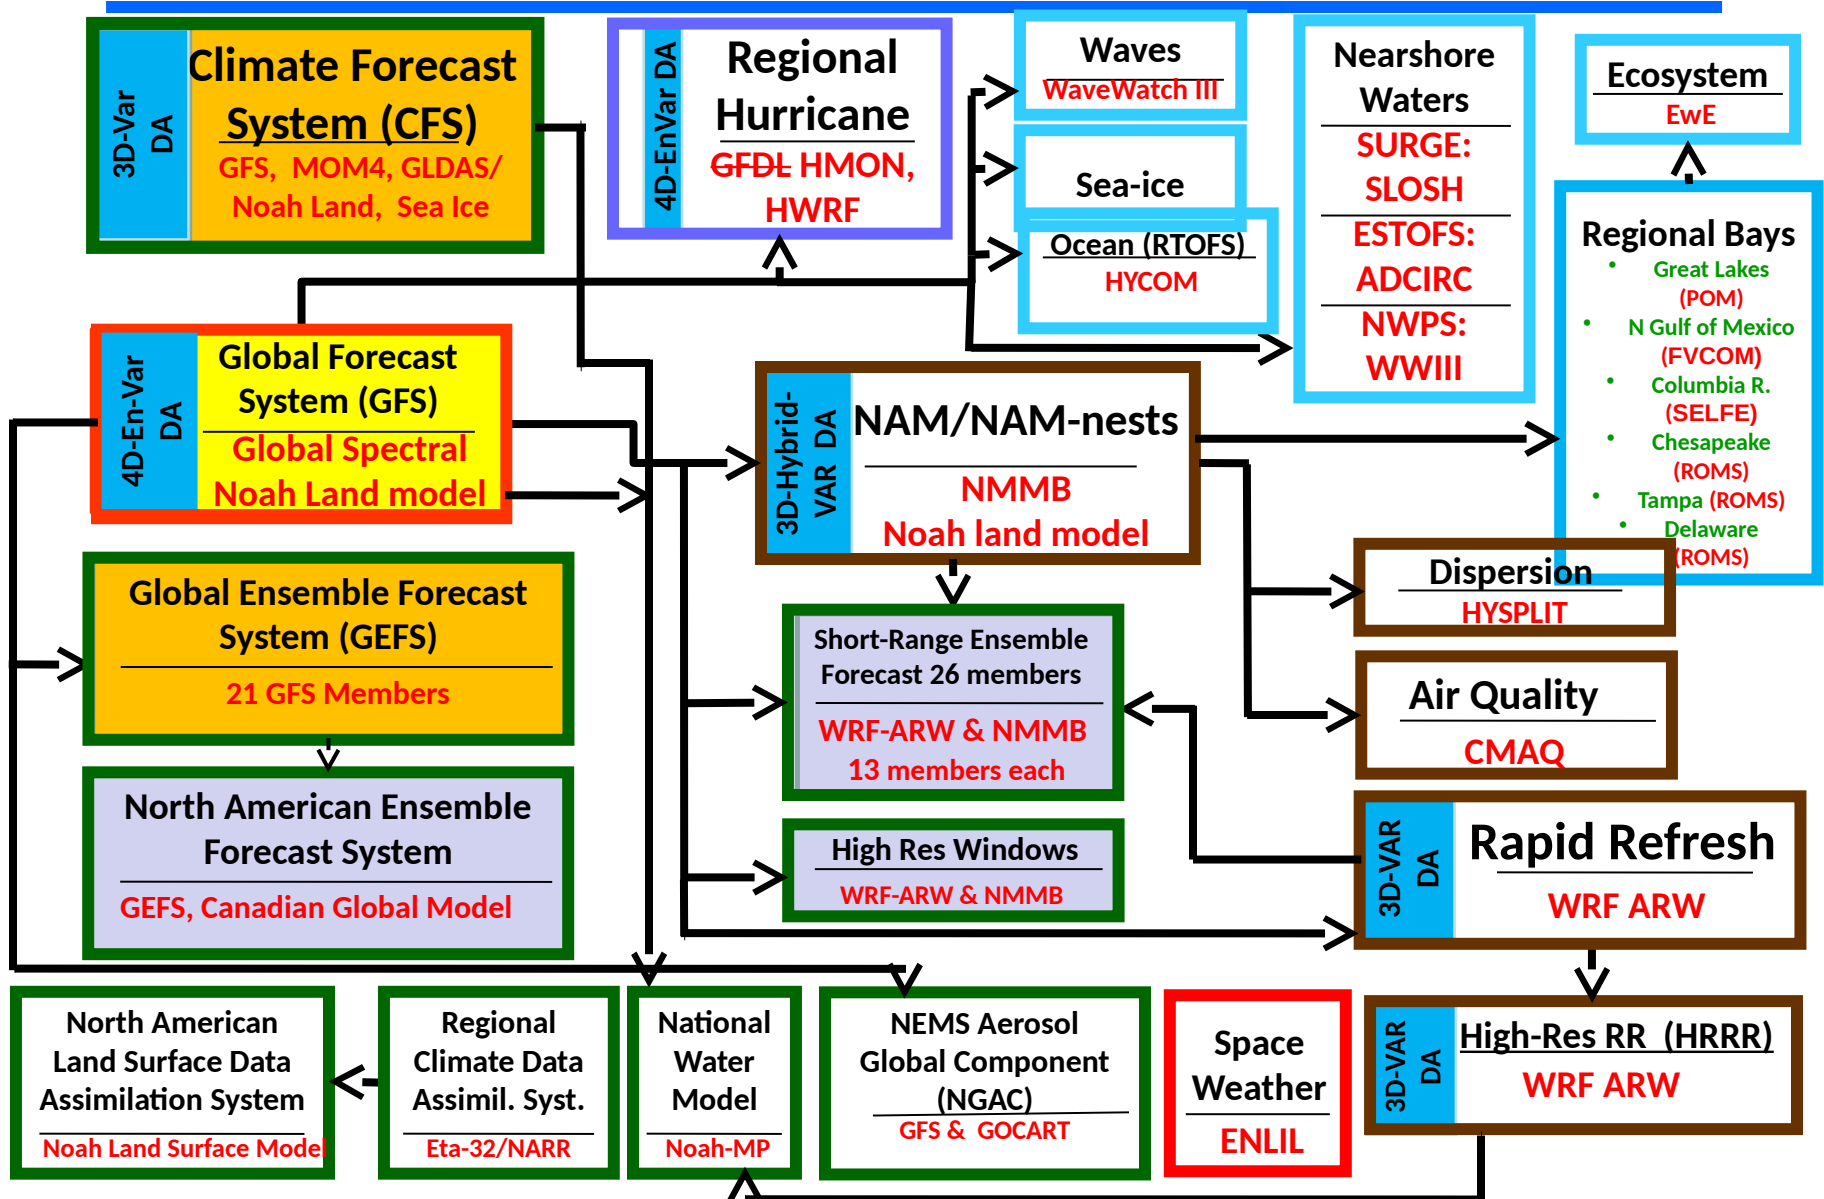 3D-Var
DA
Climate Forecast
System (CFS)
GFS, MOM4, GLDAS/
Noah Land, Sea Ice
4D-EnVar DA
Regional
Hurricane
GFDL HMON,
HWRF
Waves
WaveWatch III
Sea-ice
Ocean (RTOFS)
HYCOM
Nearshore
Waters
SURGE:
SLOSH
ESTOFS:
ADCIRC
NWPS:
WWIII
Ecosystem
EwE
Regional Bays
• Great Lakes
(POM)
• N Gulf of Mexico
(FVCOM)
• Columbia R.
(SELFE)
• Chesapeake
(ROMS)
• Tampa (ROMS)
• Delaware
(ROMS)
4D-En-Var
DA
Global Forecast
System (GFS)
Global Spectral
Noah Land model
3D-Hybrid-
VAR DA
NAM/NAM-nests
NMMB
Noah land model
Dispersion
HYSPLIT
Global Ensemble Forecast
System (GEFS)
21 GFS Members
Short-Range Ensemble
Forecast 26 members
WRF-ARW & NMMB
13 members each
Air Quality
CMAQ
North American Ensemble
Forecast System
GEFS, Canadian Global Model
High Res Windows
WRF-ARW & NMMB
3D-VAR
DA
Rapid Refresh
WRF ARW
North American
Land Surface Data
Assimilation System
Noah Land Surface Model
Regional
Climate Data
Assimil. Syst.
Eta-32/NARR
National
Water
Model
Noah-MP
NEMS Aerosol
Global Component
(NGAC)
GFS & GOCART
Space
Weather
ENLIL
3D-VAR
DA
High-Res RR (HRRR)
WRF ARW